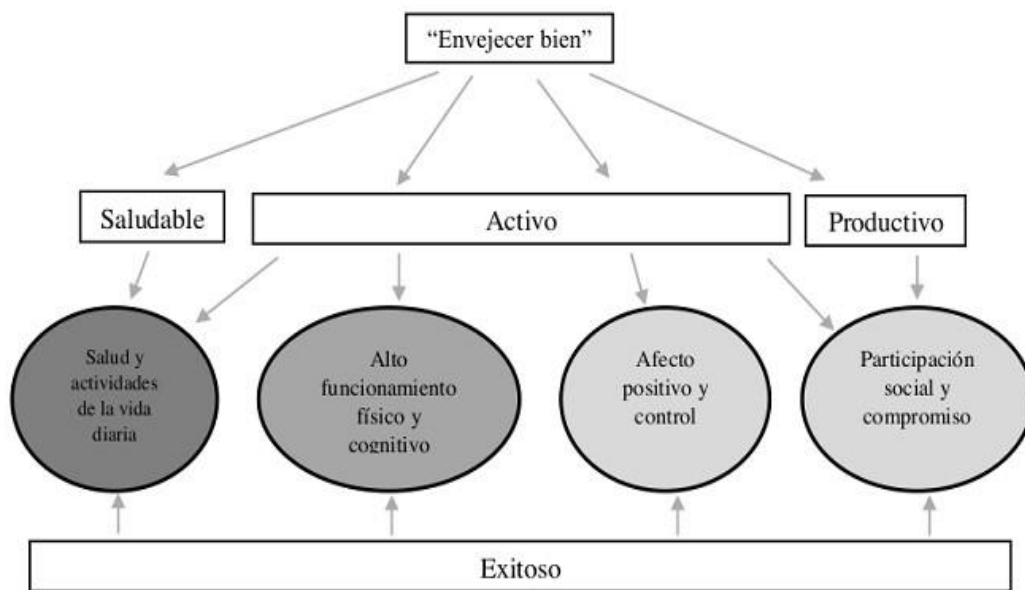 “Envejecer bien”
Saludable
Activo
Productivo
Salud y
actividades
de la vida
diaria
Alto
funcionamiento
físico y
cognitivo
Afecto
positivo y
control
Participación
social y
compromiso
Exitoso